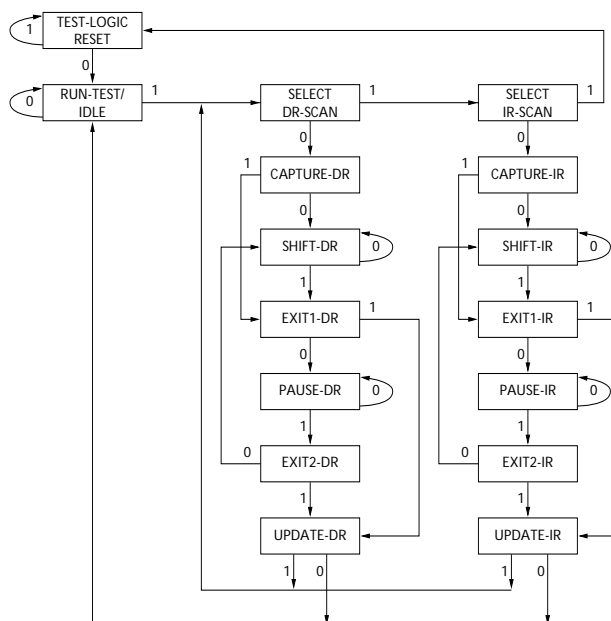 TEST-LOGIC
RESET
1
0
RUN-TEST/
IDLE
0
1
SELECT
DR-SCAN
1
SELECT
IR-SCAN
1
0
0
1
CAPTURE-DR
1
CAPTURE-IR
0
0
SHIFT-DR
0
SHIFT-IR
0
1
1
EXIT1-DR
1
EXIT1-IR
1
0
0
PAUSE-DR
0
PAUSE-IR
0
1
1
0
EXIT2-DR
0
EXIT2-IR
1
1
UPDATE-DR
UPDATE-IR
1
0
1
0